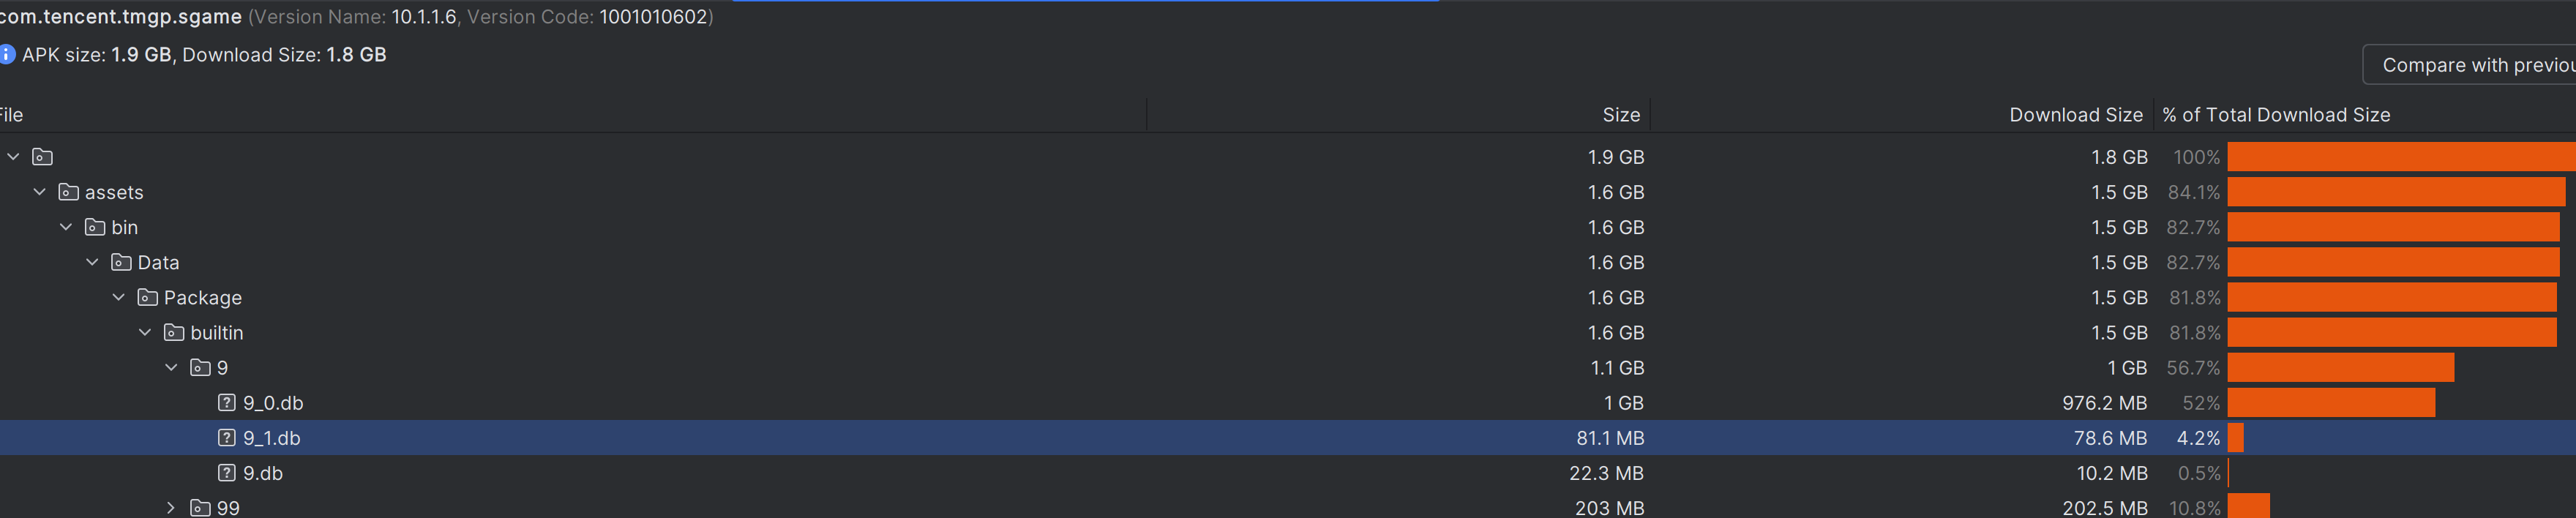 com.tencent.tmgp.sgame (Version Name: 10.1.1.6, Version Code: 1001010602)
APK size: 1.9 GB, Download Size: 1.8 GB
Compare with previou
File Size Download Size % of Total Download Size
1.9 GB 1.8 GB 100%
assets 1.6 GB 1.5 GB 84.1%
bin 1.6 GB 1.5 GB 82.7%
Data 1.6 GB 1.5 GB 82.7%
Package 1.6 GB 1.5 GB 81.8%
builtin 1.6 GB 1.5 GB 81.8%
9 1.1 GB 1 GB 56.7%
9_0.db 1 GB 976.2 MB 52%
9_1.db 81.1 MB 78.6 MB 4.2%
9.db 22.3 MB 10.2 MB 0.5%
99 203 MB 202.5 MB 10.8%